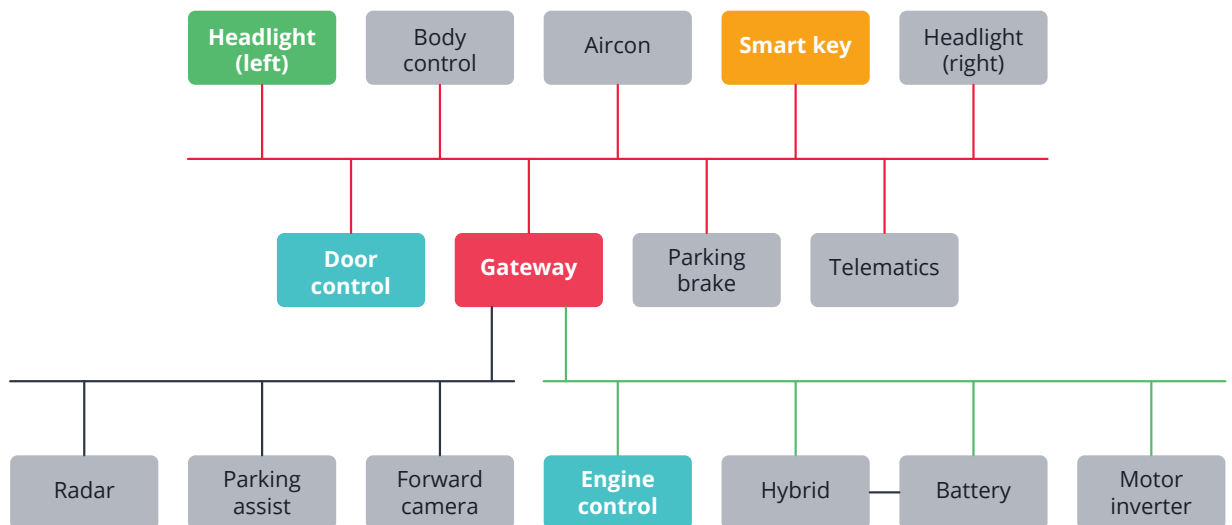 Headlight
(left)
Body
control
Aircon
Smart key
Headlight
(right)
Door
control
Gateway
Parking
brake
Telematics
Radar
Parking
assist
Forward
camera
Engine
control
Hybrid
Battery
Motor
inverter